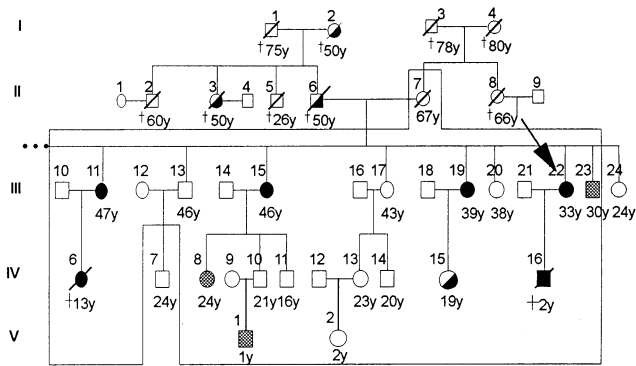 I 1 2 3 4
†75y †50y †78y †80y
II 1 2 3 4 5 6 7 8 9
†60y †50y †26y †50y 67y †66y
III 10 11 12 13 14 15 16 17 18 19 20 21 22 23 24
47y 46y 46y 43y 39y 38y 33y 30y 24y
IV 6 7 8 9 10 11 12 13 14 15 16
†13y 24y 24y 21y 16y 23y 20y 19y †2y
V 1 2
1y 2y